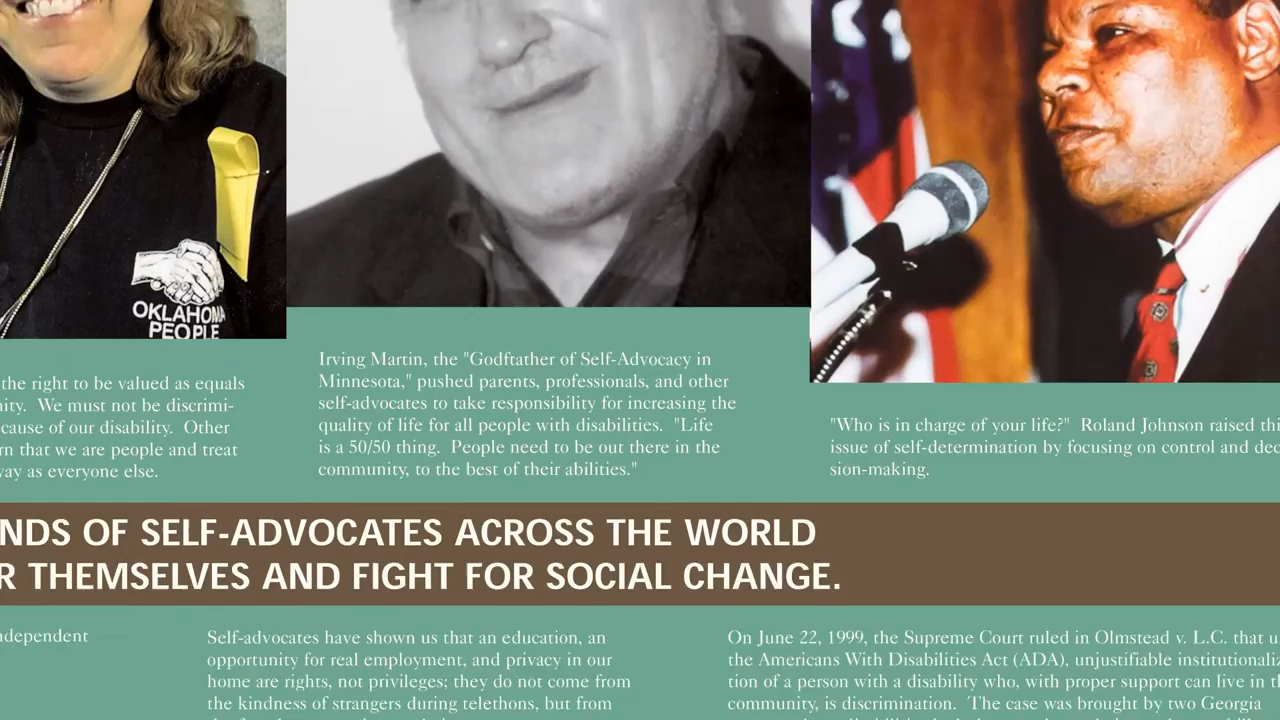 OKLAHOMA
PEOPLE
the right to be valued as equals
nity. We must not be discrimi-
cause of our disability. Other
rn that we are people and treat
way as everyone else.
Irving Martin, the "Godftather of Self-Advocacy in
Minnesota," pushed parents, professionals, and other
self-advocates to take responsibility for increasing the
quality of life for all people with disabilities. "Life
is a 50/50 thing. People need to be out there in the
community, to the best of their abilities."
"Who is in charge of your life?" Roland Johnson raised thi
issue of self-determination by focusing on control and dec
sion-making.
NDS OF SELF-ADVOCATES ACROSS THE WORLD
R THEMSELVES AND FIGHT FOR SOCIAL CHANGE.
ndependent
Self-advocates have shown us that an education, an
opportunity for real employment, and privacy in our
home are rights, not privileges; they do not come from
the kindness of strangers during telethons, but from
On June 22, 1999, the Supreme Court ruled in Olmstead v. L.C. that u
the Americans With Disabilities Act (ADA), unjustifiable institutionaliz
tion of a person with a disability who, with proper support can live in th
community, is discrimination. The case was brought by two Georgia